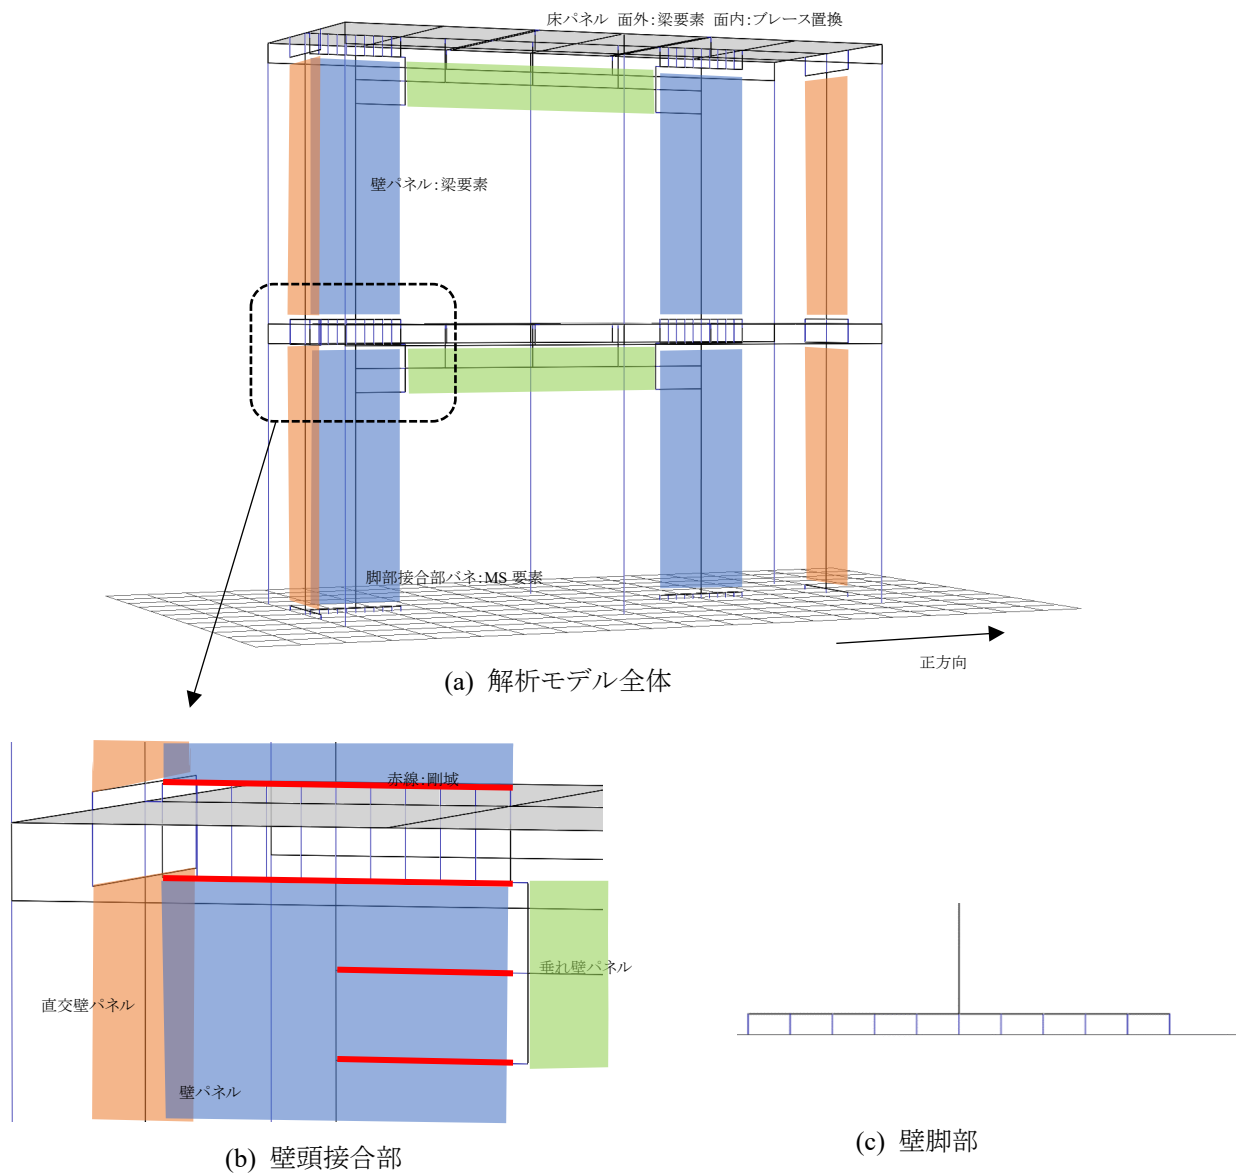 床パネル 面外:梁要素 面内:ブレース置換
壁パネル:梁要素
脚部接合部バネ:MS 要素
正方向
(a) 解析モデル全体
赤線:剛域
垂れ壁パネル
直交壁パネル
壁パネル
(b) 壁頭接合部
(c) 壁脚部